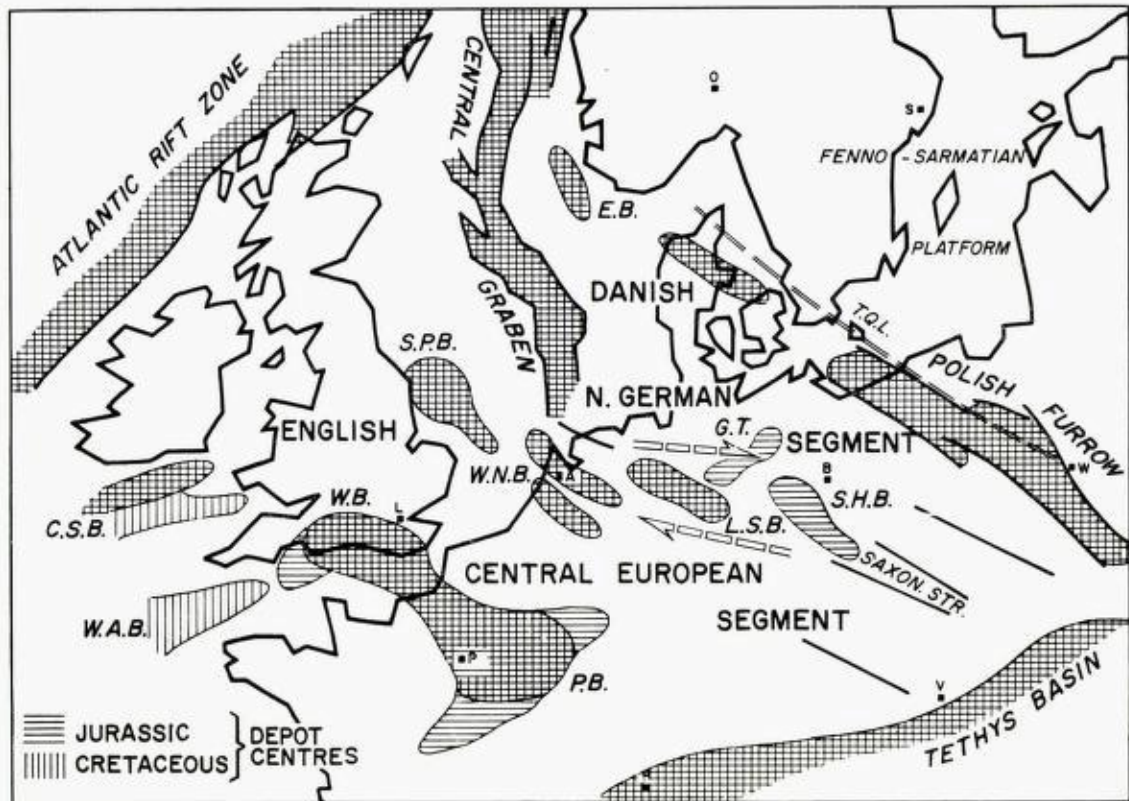 ATLANTIC RIFT ZONE
CENTRAL
GRABEN
O
S
FENNO - SARMATIAN
PLATFORM
E.B.
DANISH
T.Q.L.
POLISH
FURROW
S.P.B.
N. GERMAN
ENGLISH
G.T.
SEGMENT
W.N.B.
A
B
W
S.H.B.
C.S.B.
W.B.
L
L.S.B.
SAXON. STR.
CENTRAL EUROPEAN
SEGMENT
W.A.B.
P
P.B.
V
TETHYS BASIN
JURASSIC
CRETACEOUS
DEPOT
CENTRES